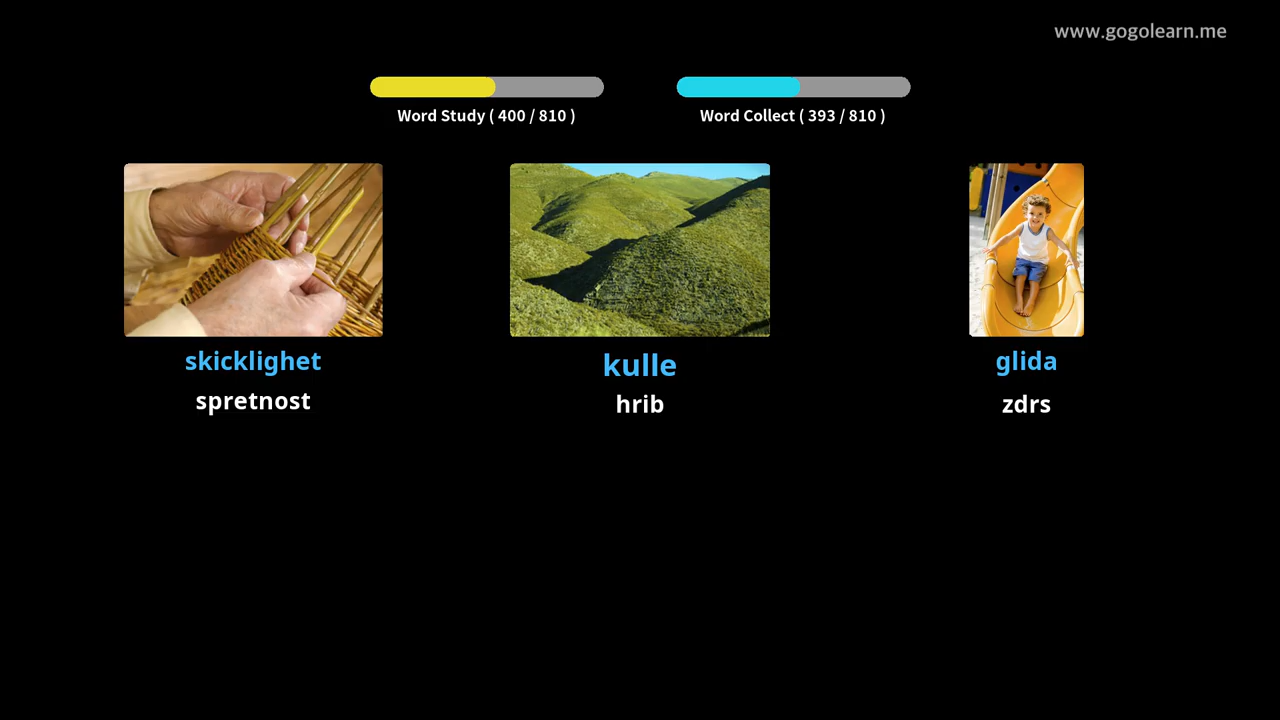 www.gogolearn.me
Word Study ( 400 / 810 )
Word Collect ( 393 / 810 )
skicklighet
kulle
glida
spretnost
hrib
zdrs